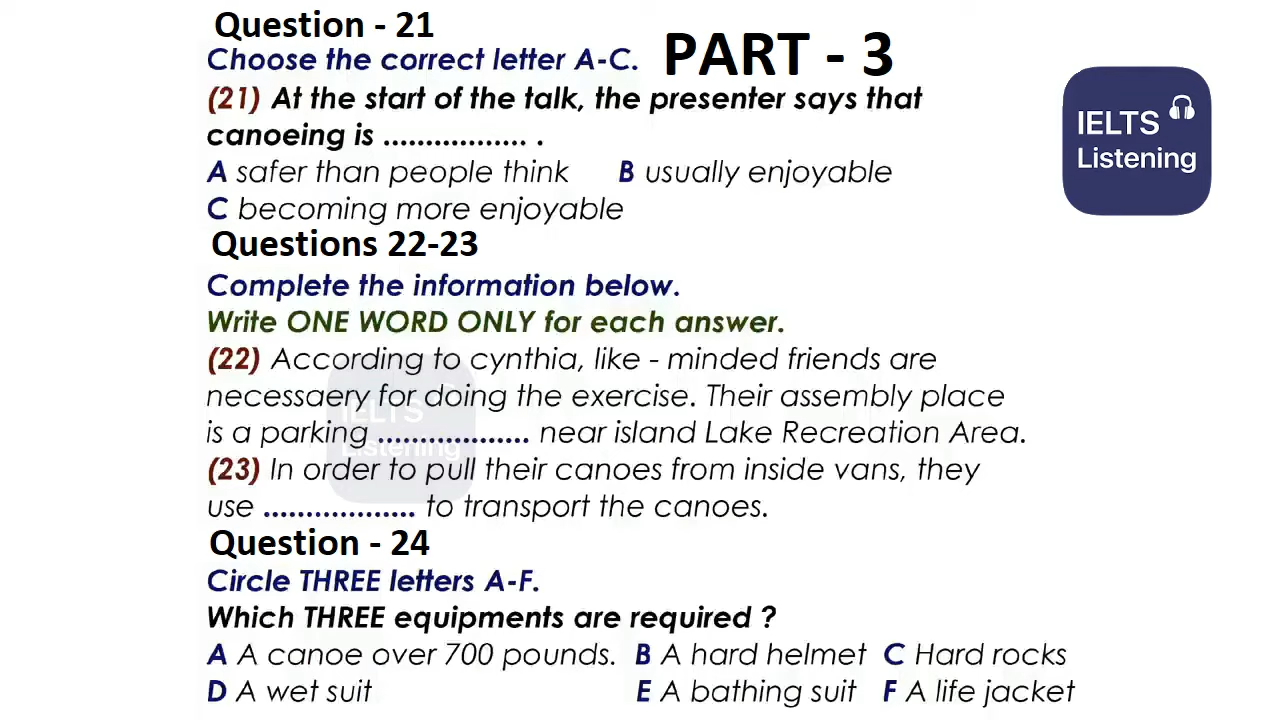 Question - 21
Choose the correct letter A-C.
PART - 3
(21) At the start of the talk, the presenter says that
canoeing is ................. .
A safer than people think B usually enjoyable
C becoming more enjoyable
IELTS
Listening
Questions 22-23
Complete the information below.
Write ONE WORD ONLY for each answer.
(22) According to cynthia, like - minded friends are
necessaery for doing the exercise. Their assembly place
is a parking .................. near island Lake Recreation Area.
(23) In order to pull their canoes from inside vans, they
use .................. to transport the canoes.
IELTS
Listening
Question - 24
Circle THREE letters A-F.
Which THREE equipments are required ?
A A canoe over 700 pounds. B A hard helmet C Hard rocks
D A wet suit E A bathing suit F A life jacket